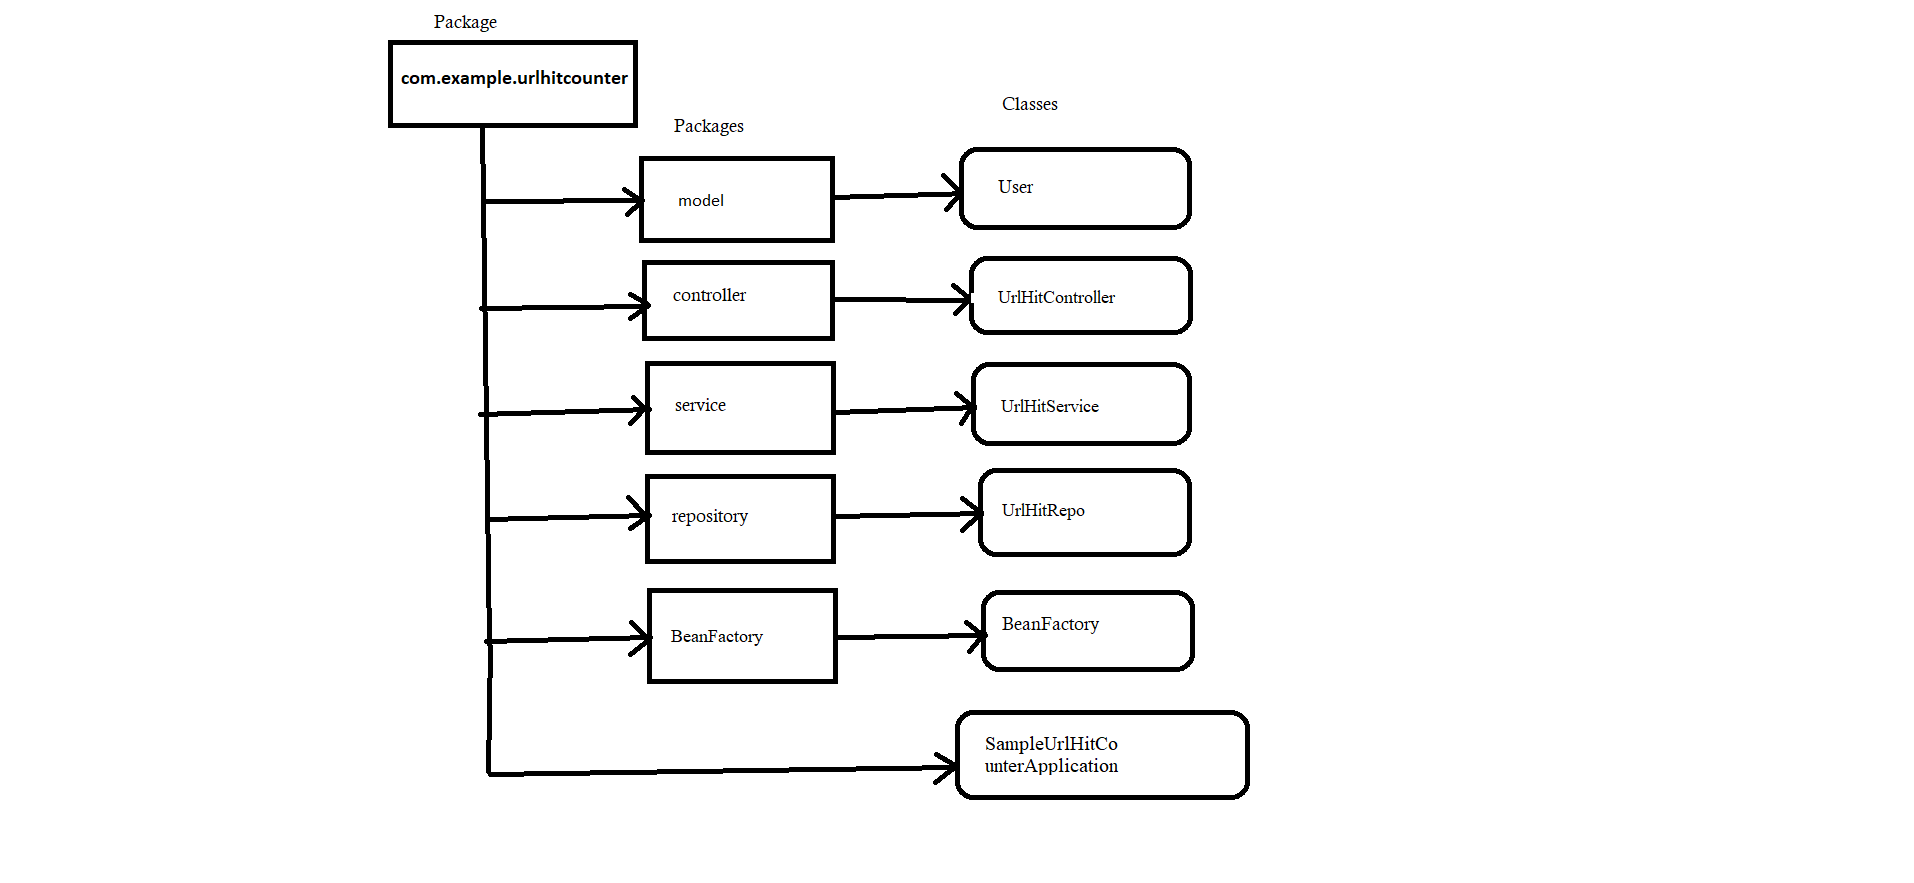 Package
com.example.urlhitcounter
Packages
Classes
model
User
controller
UrlHitController
service
UrlHitService
repository
UrlHitRepo
BeanFactory
BeanFactory
SampleUrlHitCo
unterApplication